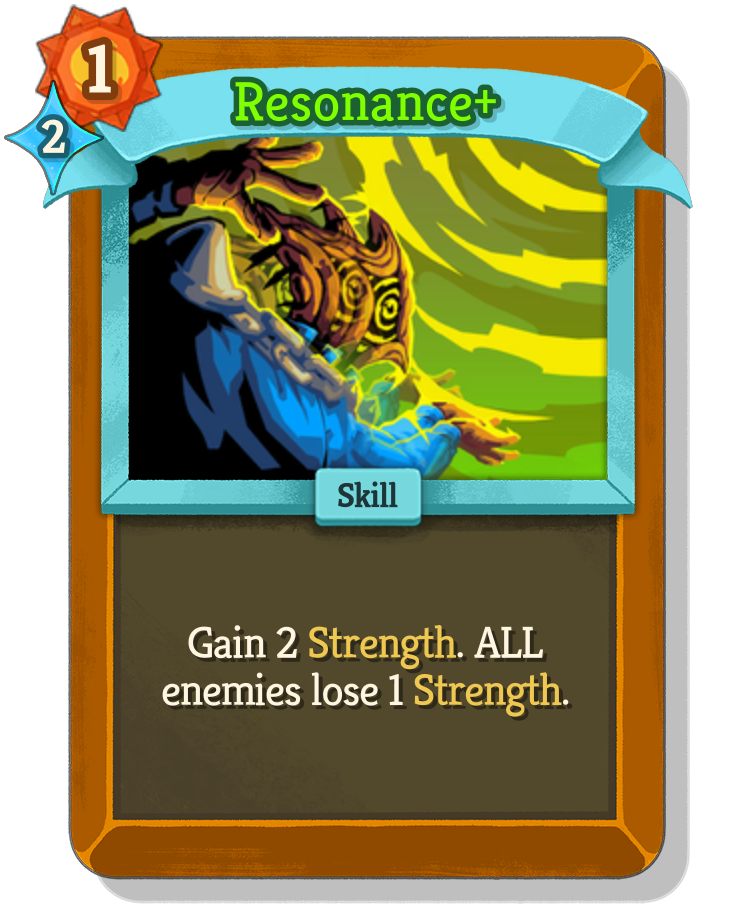 1
Resonance+
2
Skill
Gain 2 Strength. ALL
enemies lose 1 Strength.